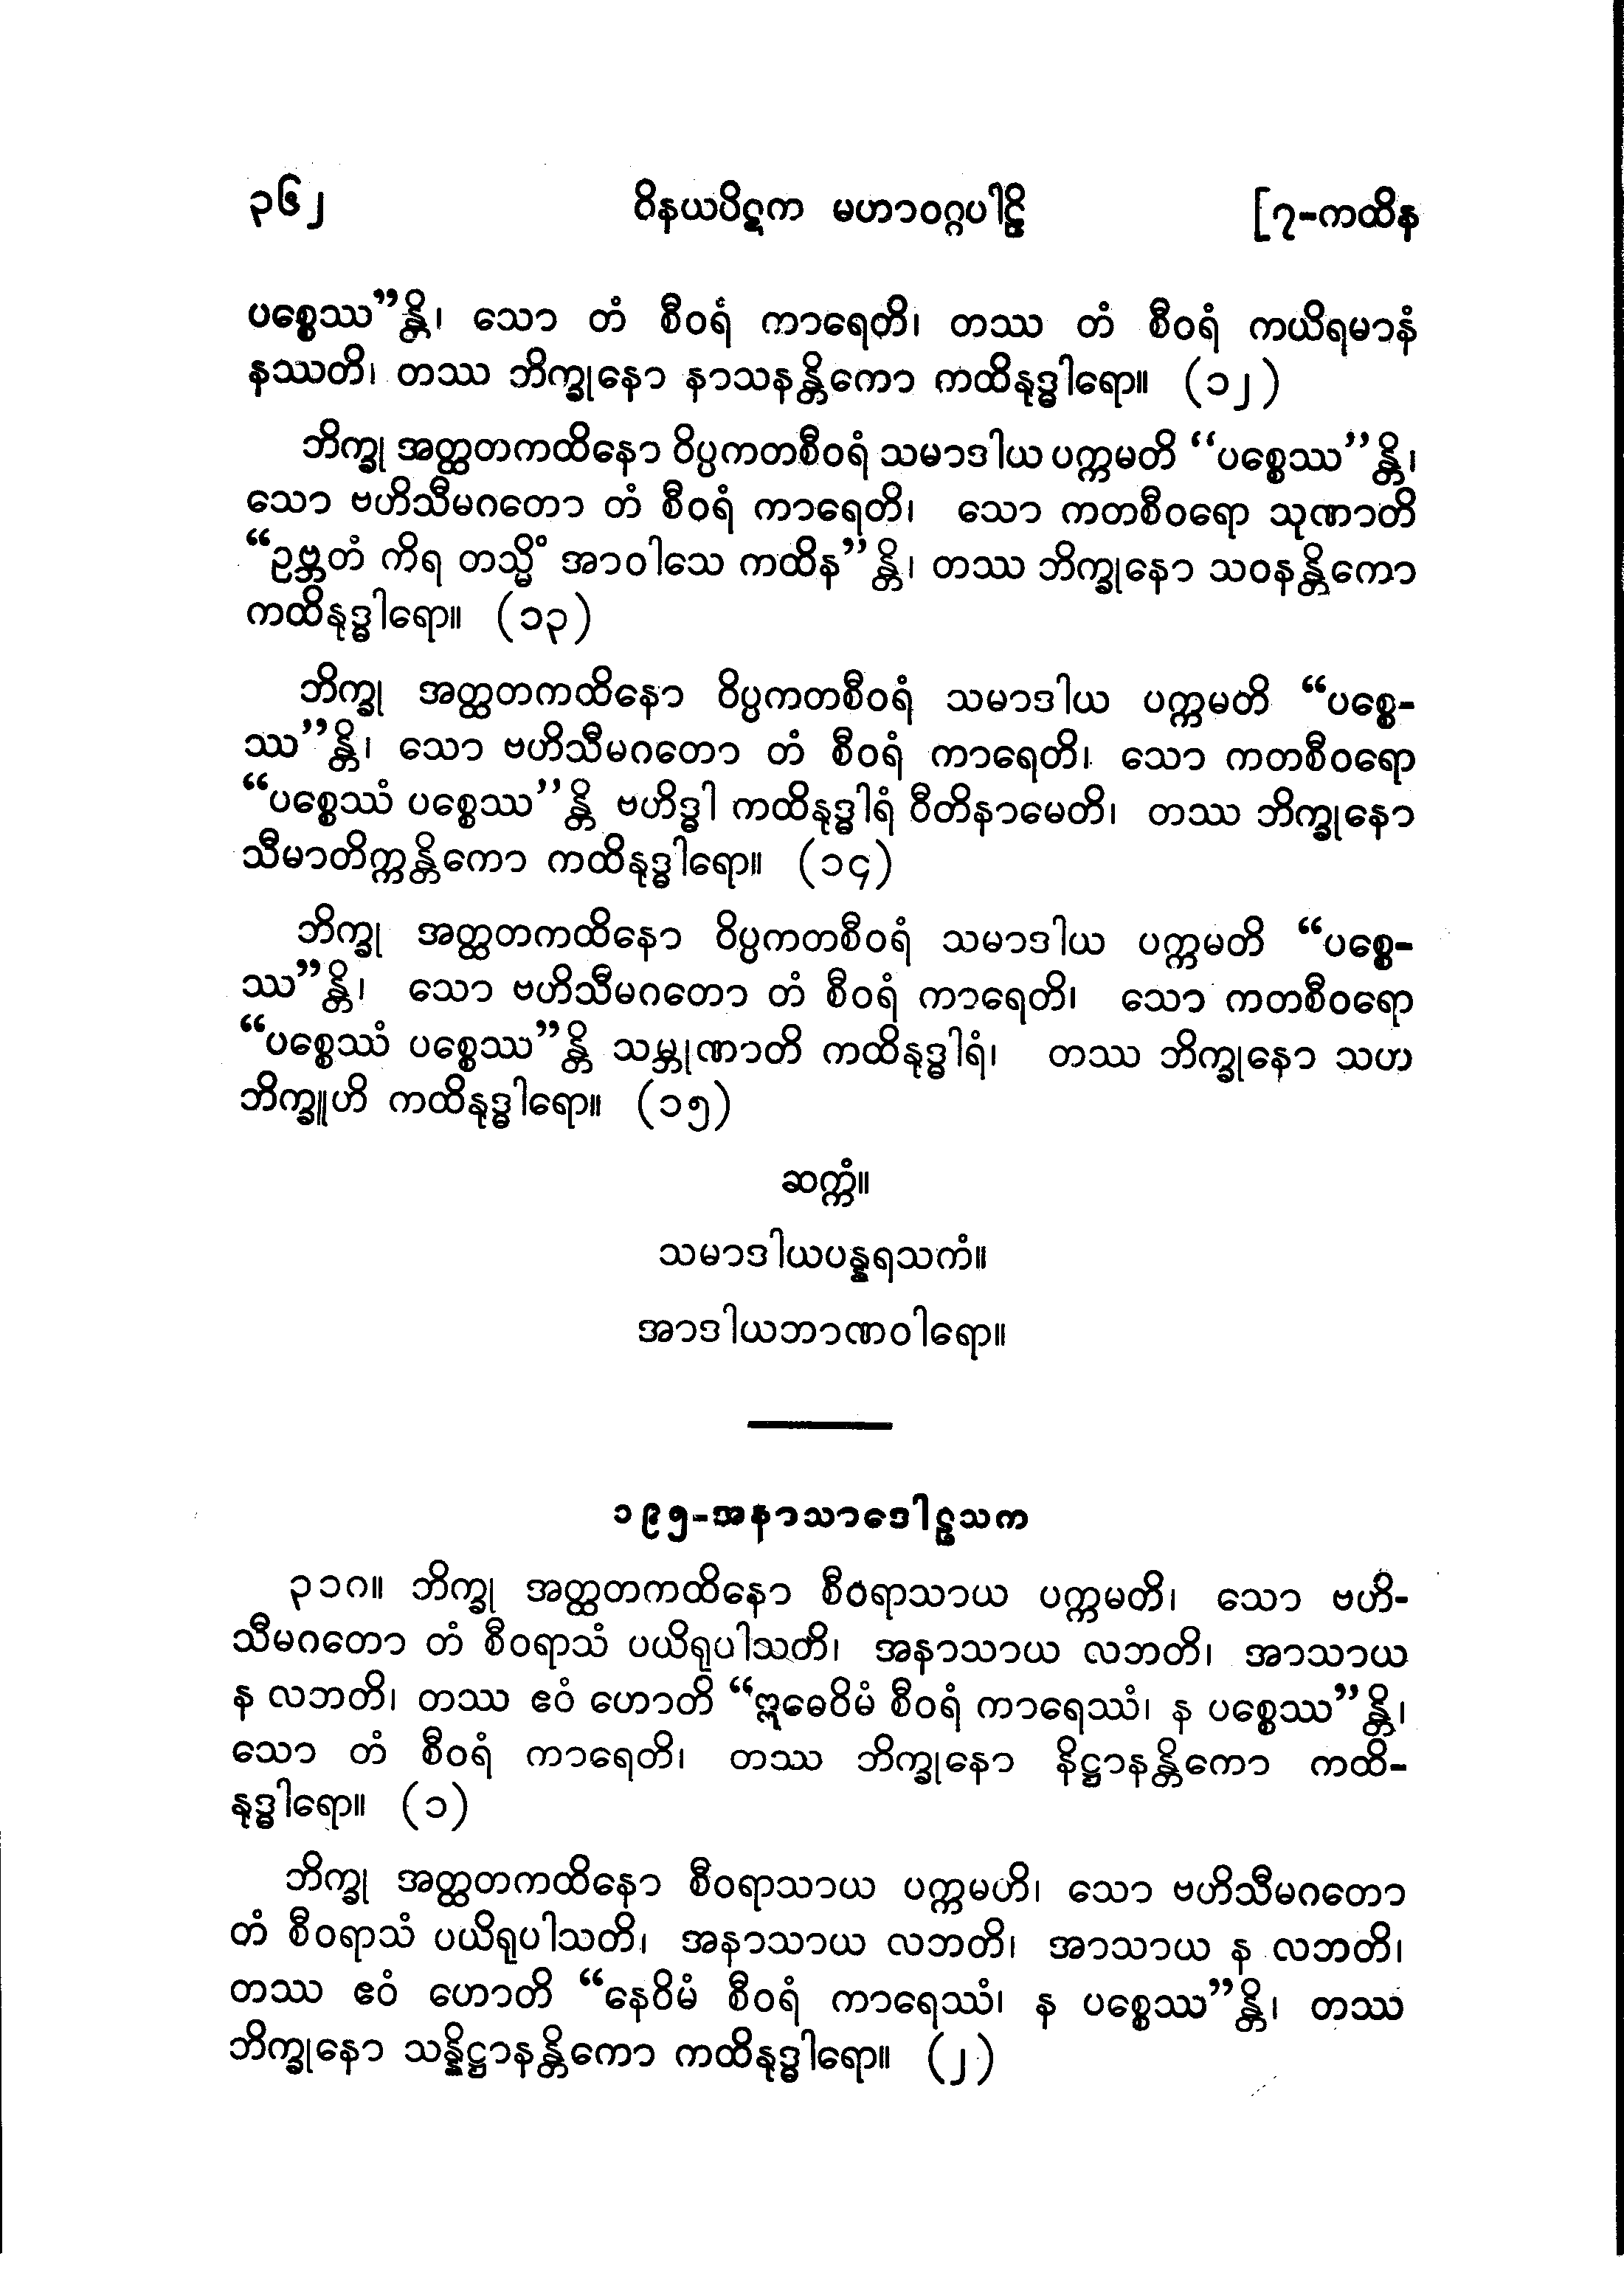 ၃၆၂ ဝိနယပိဋက မဟာဝဂ္ဂပါဠိ [၇-ကထိန
ပစ္စေဿ”န္တိ၊ သော တံ စီဝရံ ကာရေတိ၊ တဿ တံ စီဝရံ ကယိရမာနံ
နဿတိ၊ တဿ ဘိက္ခုနော နာသနန္တိကော ကထိနုဒ္ဓါရော။ (၁၂)
ဘိက္ခု အတ္ထတကထိနော ဝိပ္ပကတစီဝရံ သမာဒါယ ပက္ကမတိ “ပစ္စေဿ”န္တိ၊
သော ဗဟိသီမဂတော တံ စီဝရံ ကာရေတိ၊ သော ကတစီဝရော သုဏာတိ
“ဥဗ္ဘတံ ကိရ တသ္မိံ အာဝါသေ ကထိန”န္တိ၊ တဿ ဘိက္ခုနော သဝနန္တိကော
ကထိနုဒ္ဓါရော။ (၁၃)
ဘိက္ခု အတ္ထတကထိနော ဝိပ္ပကတစီဝရံ သမာဒါယ ပက္ကမတိ “ပစ္စေ-
ဿ”န္တိ၊ သော ဗဟိသီမဂတော တံ စီဝရံ ကာရေတိ၊ သော ကတစီဝရော
“ပစ္စေဿံ ပစ္စေဿ”န္တိ ဗဟိဒ္ဓါ ကထိနုဒ္ဓါရံ ဝီတိနာမေတိ၊ တဿ ဘိက္ခုနော
သီမာတိက္ကန္တိကော ကထိနုဒ္ဓါရော။ (၁၄)
ဘိက္ခု အတ္ထတကထိနော ဝိပ္ပကတစီဝရံ သမာဒါယ ပက္ကမတိ “ပစ္စေ-
ဿ”န္တိ၊ သော ဗဟိသီမဂတော တံ စီဝရံ ကာရေတိ၊ သော ကတစီဝရော
“ပစ္စေဿံ ပစ္စေဿ”န္တိ သမ္ဘုဏာတိ ကထိနုဒ္ဓါရံ၊ တဿ ဘိက္ခုနော သဟ
ဘိက္ခူဟိ ကထိနုဒ္ဓါရော။ (၁၅)
ဆက္ကံ။
သမာဒါယပန္နရသကံ။
အာဒါယဘာဏဝါရော။
၁၉၅-အနာသာဒေါဠသက
၃၁၈။ ဘိက္ခု အတ္ထတကထိနော စီဝရာသာယ ပက္ကမတိ၊ သော ဗဟိ-
သီမဂတော တံ စီဝရာသံ ပယိရုပါသတိ၊ အနာသာယ လဘတိ၊ အာသာယ
န လဘတိ၊ တဿ ဧဝံ ဟောတိ “ဣဓေဝိမံ စီဝရံ ကာရေဿံ၊ န ပစ္စေဿ”န္တိ၊
သော တံ စီဝရံ ကာရေတိ၊ တဿ ဘိက္ခုနော နိဋ္ဌာနန္တိကော ကထိ-
နုဒ္ဓါရော။ (၁)
ဘိက္ခု အတ္ထတကထိနော စီဝရာသာယ ပက္ကမဟိ၊ သော ဗဟိသီမဂတော
တံ စီဝရာသံ ပယိရုပါသတိ၊ အနာသာယ လဘတိ၊ အာသာယ န လဘတိ၊
တဿ ဧဝံ ဟောတိ “နေဝိမံ စီဝရံ ကာရေဿံ၊ န ပစ္စေဿ”န္တိ၊ တဿ
ဘိက္ခုနော သန္နိဋ္ဌာနန္တိကော ကထိနုဒ္ဓါရော။ (၂)